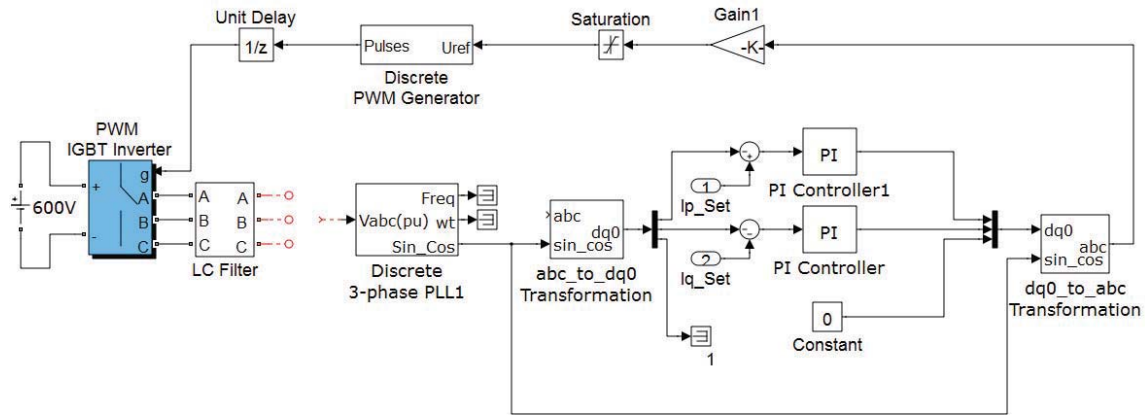 Unit Delay
1/z
Pulses
Uref
Discrete
PWM Generator
Saturation
Gain1
-K-
PWM
IGBT Inverter
g
+
-
A
B
C
600V
A
B
C
A
B
C
LC Filter
Vabc(pu)
Freq
wt
Sin_Cos
Discrete
3-phase PLL1
abc
dq0
sin_cos
abc_to_dq0
Transformation
-
+
1
Ip_Set
PI
PI Controller1
-
2
Iq_Set
PI
PI Controller
0
Constant
1
dq0
abc
sin_cos
dq0_to_abc
Transformation